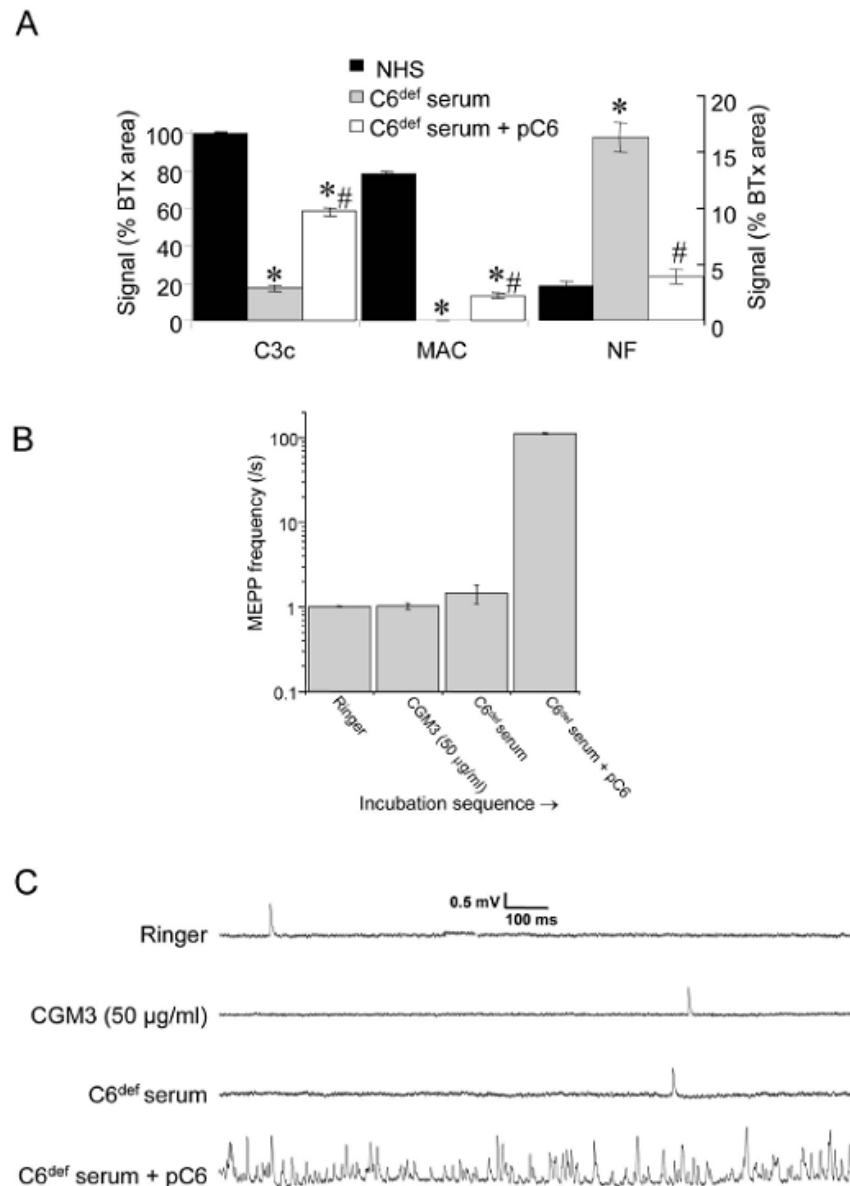 A
NHS
C6def serum
C6def serum + pC6
Signal (% BTx area)
100
80
60
40
20
0
*
*#
*
*#
*
#
20
15
10
5
0
Signal (% BTx area)
C3c
MAC
NF
B
MEPP frequency (/s)
100
10
1
0.1
Ringer
CGM3 (50 µg/ml)
C6def serum
C6def serum + pC6
Incubation sequence →
C
0.5 mV
100 ms
Ringer
CGM3 (50 µg/ml)
C6def serum
C6def serum + pC6